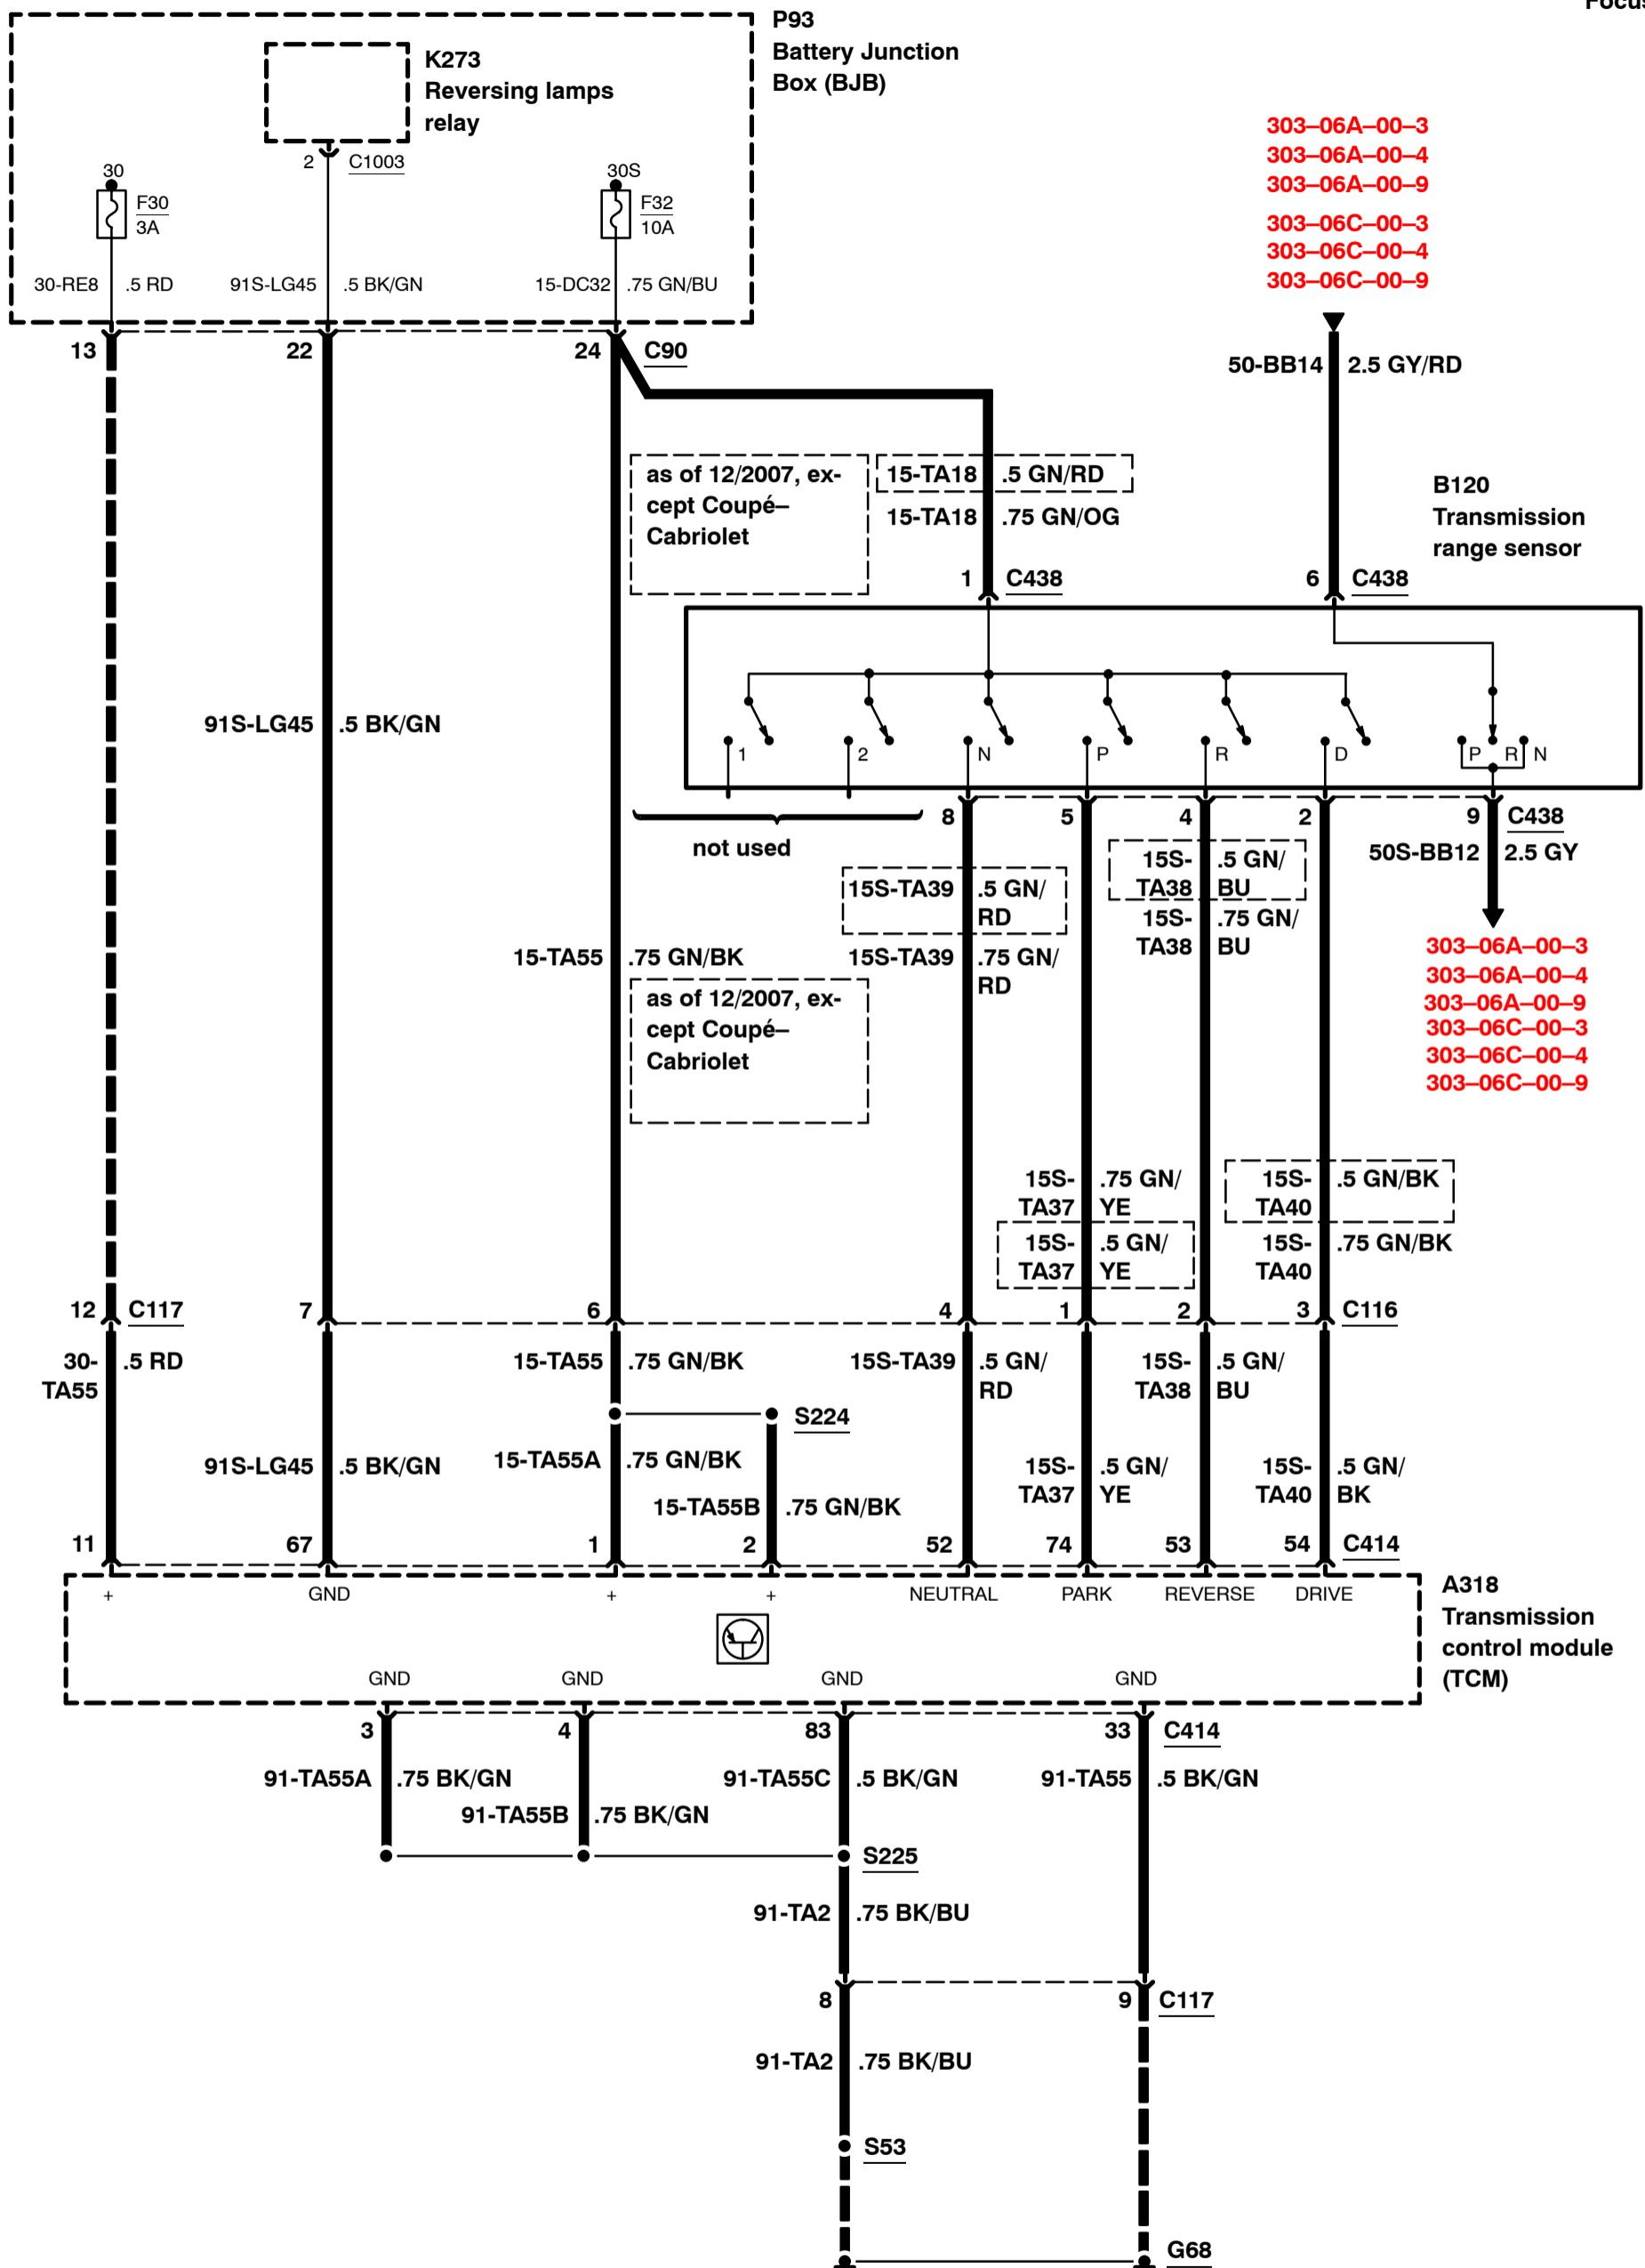 Focus
P93
Battery Junction
Box (BJB)
K273
Reversing lamps
relay
2 C1003
30
F30
3A
30S
F32
10A
30-RE8 .5 RD
91S-LG45 .5 BK/GN
15-DC32 .75 GN/BU
13 22 24 C90
303–06A–00–3
303–06A–00–4
303–06A–00–9
303–06C–00–3
303–06C–00–4
303–06C–00–9
50-BB14 2.5 GY/RD
as of 12/2007, ex-
cept Coupé–
Cabriolet
15-TA18 .5 GN/RD
15-TA18 .75 GN/OG
B120
Transmission
range sensor
1 C438
6 C438
1 2 N P R D P R N
91S-LG45 .5 BK/GN
not used
8 5 4 2 9 C438
50S-BB12 2.5 GY
15S-
TA38
.5 GN/
BU
15S-TA39 .5 GN/
RD
15S-
TA38
.75 GN/
BU
15-TA55 .75 GN/BK
15S-TA39 .75 GN/
RD
303–06A–00–3
303–06A–00–4
303–06A–00–9
303–06C–00–3
303–06C–00–4
303–06C–00–9
as of 12/2007, ex-
cept Coupé–
Cabriolet
15S-
TA37
.75 GN/
YE
15S-
TA40
.5 GN/BK
15S-
TA37
.5 GN/
YE
15S-
TA40
.75 GN/BK
12 C117 7 6 4 1 2 3 C116
30-
TA55
.5 RD
15-TA55 .75 GN/BK
15S-TA39 .5 GN/
RD
15S-
TA38
.5 GN/
BU
S224
91S-LG45 .5 BK/GN
15-TA55A .75 GN/BK
15-TA55B .75 GN/BK
15S-
TA37
.5 GN/
YE
15S-
TA40
.5 GN/
BK
11 67 1 2 52 74 53 54 C414
+ GND + + NEUTRAL PARK REVERSE DRIVE
A318
Transmission
control module
(TCM)
GND GND GND GND
3 4 83 33 C414
91-TA55A .75 BK/GN
91-TA55C .5 BK/GN
91-TA55 .5 BK/GN
91-TA55B .75 BK/GN
S225
91-TA2 .75 BK/BU
8 9 C117
91-TA2 .75 BK/BU
S53
G68